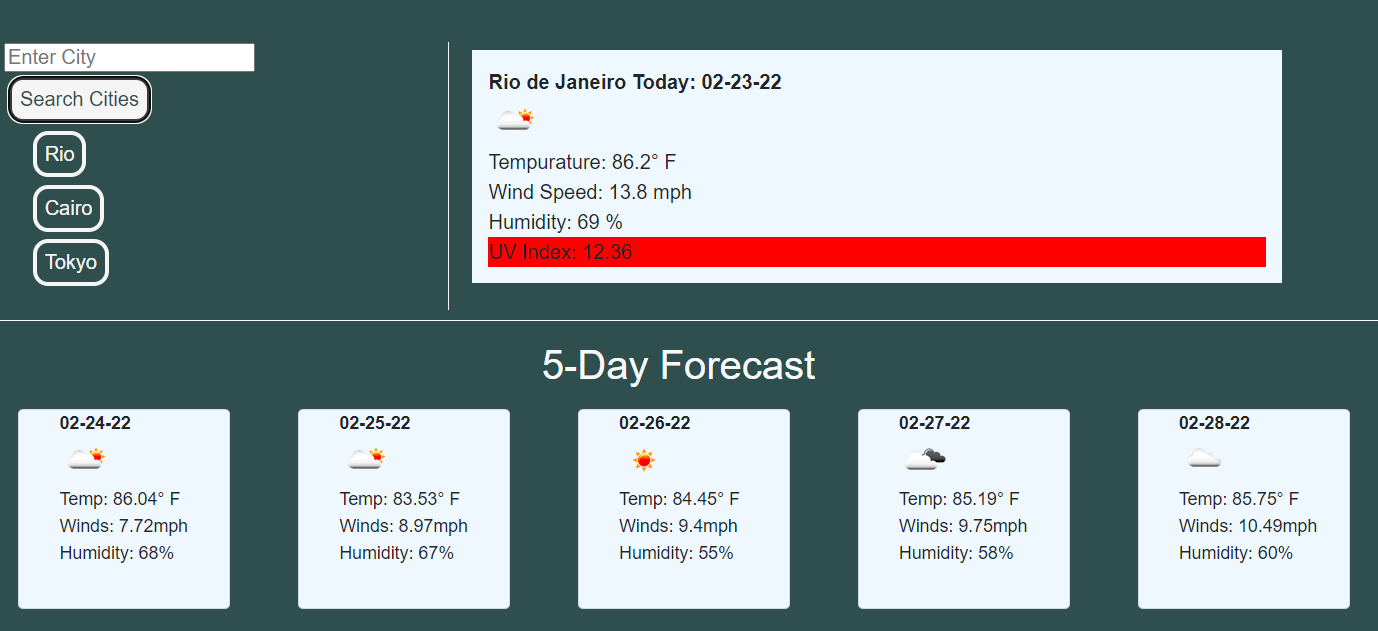 Enter City
Search Cities
Rio
Cairo
Tokyo
Rio de Janeiro Today: 02-23-22
Tempurature: 86.2° F
Wind Speed: 13.8 mph
Humidity: 69 %
UV Index: 12.36
5-Day Forecast
02-24-22
Temp: 86.04° F
Winds: 7.72mph
Humidity: 68%
02-25-22
Temp: 83.53° F
Winds: 8.97mph
Humidity: 67%
02-26-22
Temp: 84.45° F
Winds: 9.4mph
Humidity: 55%
02-27-22
Temp: 85.19° F
Winds: 9.75mph
Humidity: 58%
02-28-22
Temp: 85.75° F
Winds: 10.49mph
Humidity: 60%